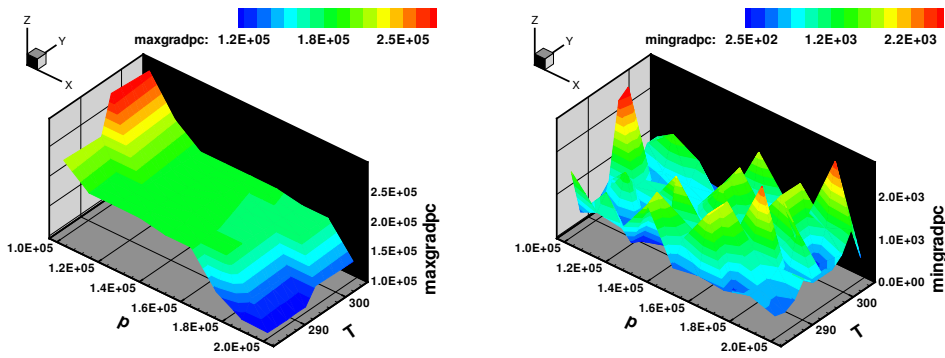 maxgradpc: 1.2E+05 1.8E+05 2.5E+05
Z
Y
X
2.5E+05
2.0E+05
1.5E+05
1.0E+05
maxgradpc
1.0E+05
1.2E+05
1.4E+05
1.6E+05
1.8E+05
2.0E+05
p
290
300
T
mingradpc: 2.5E+02 1.2E+03 2.2E+03
Z
Y
X
2.0E+03
1.0E+03
0.0E+00
mingradpc
1.0E+05
1.2E+05
1.4E+05
1.6E+05
1.8E+05
2.0E+05
p
290
300
T